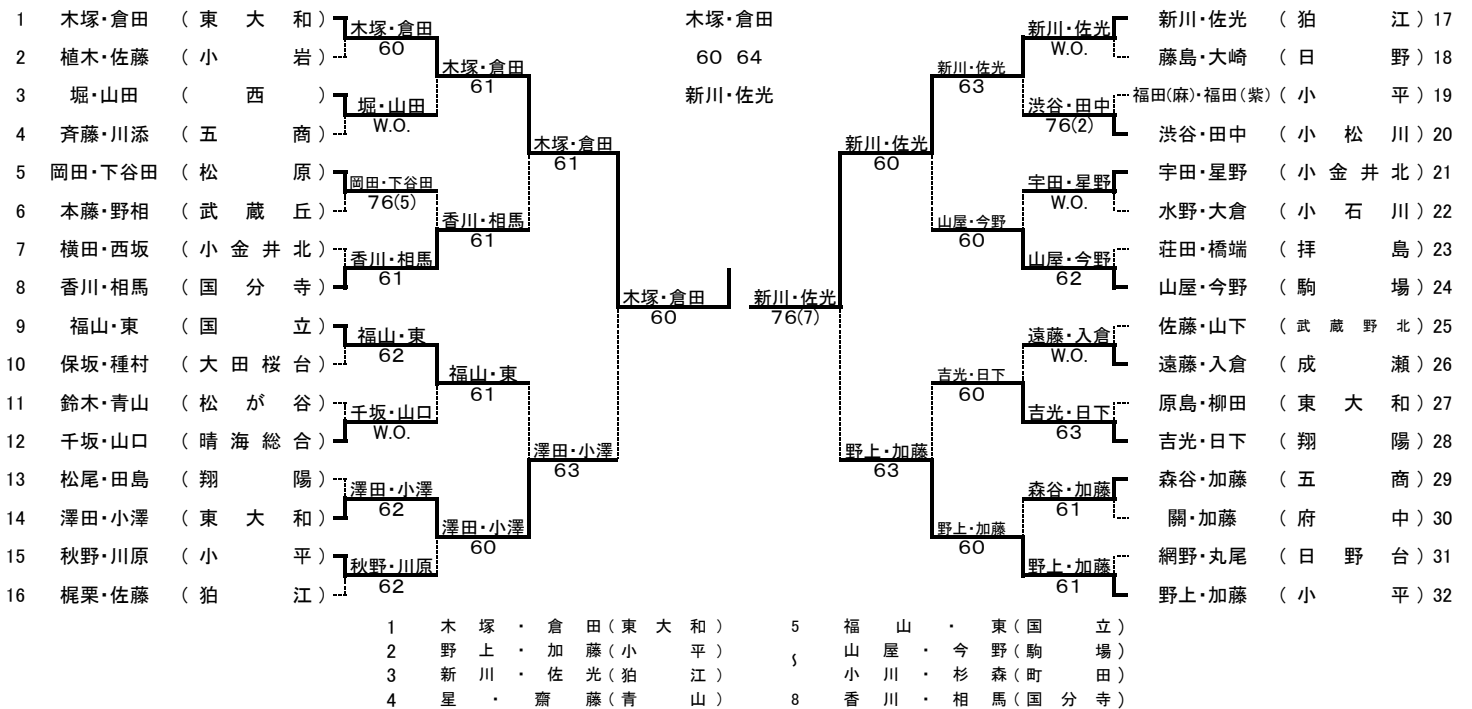 1 木塚・倉田 (東大和)
2 植木・佐藤 (小岩)
3 堀・山田 (西)
4 斉藤・川添 (五商)
5 岡田・下谷田 (松原)
6 本藤・野相 (武蔵丘)
7 横田・西坂 (小金井北)
8 香川・相馬 (国分寺)
9 福山・東 (国立)
10 保坂・種村 (大田桜台)
11 鈴木・青山 (松が谷)
12 千坂・山口 (晴海総合)
13 松尾・田島 (翔陽)
14 澤田・小澤 (東大和)
15 秋野・川原 (小平)
16 梶栗・佐藤 (狛江)
木塚・倉田
60
堀・山田
W.O.
岡田・下谷田
76(5)
香川・相馬
61
福山・東
62
千坂・山口
W.O.
澤田・小澤
62
秋野・川原
62
木塚・倉田
61
香川・相馬
61
福山・東
61
澤田・小澤
60
木塚・倉田
61
澤田・小澤
63
木塚・倉田
60
木塚・倉田
60 64
新川・佐光
新川・佐光
76(7)
新川・佐光
60
野上・加藤
63
新川・佐光
63
山屋・今野
60
吉光・日下
60
野上・加藤
60
新川・佐光
W.O.
渋谷・田中
76(2)
宇田・星野
W.O.
山屋・今野
62
遠藤・入倉
W.O.
吉光・日下
63
森谷・加藤
61
野上・加藤
61
新川・佐光 (狛江) 17
藤島・大崎 (日野) 18
福田(麻)・福田(紫) (小平) 19
渋谷・田中 (小松川) 20
宇田・星野 (小金井北) 21
水野・大倉 (小石川) 22
荘田・橋端 (拝島) 23
山屋・今野 (駒場) 24
佐藤・山下 (武蔵野北) 25
遠藤・入倉 (成瀬) 26
原島・柳田 (東大和) 27
吉光・日下 (翔陽) 28
森谷・加藤 (五商) 29
關・加藤 (府中) 30
網野・丸尾 (日野台) 31
野上・加藤 (小平) 32
1 木塚・倉田(東大和)
2 野上・加藤(小平)
3 新川・佐光(狛江)
4 星・齋藤(青山)
5 福山・東(国立)
〜 山屋・今野(駒場)
小川・杉森(町田)
8 香川・相馬(国分寺)